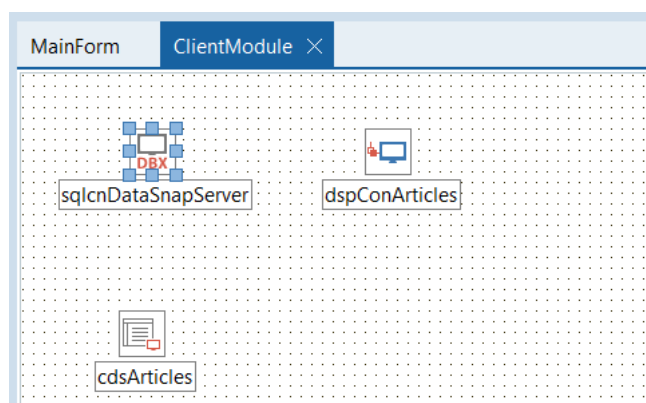 MainForm
ClientModule
DBX
sqlcnDataSnapServer
dspConArticles
cdsArticles